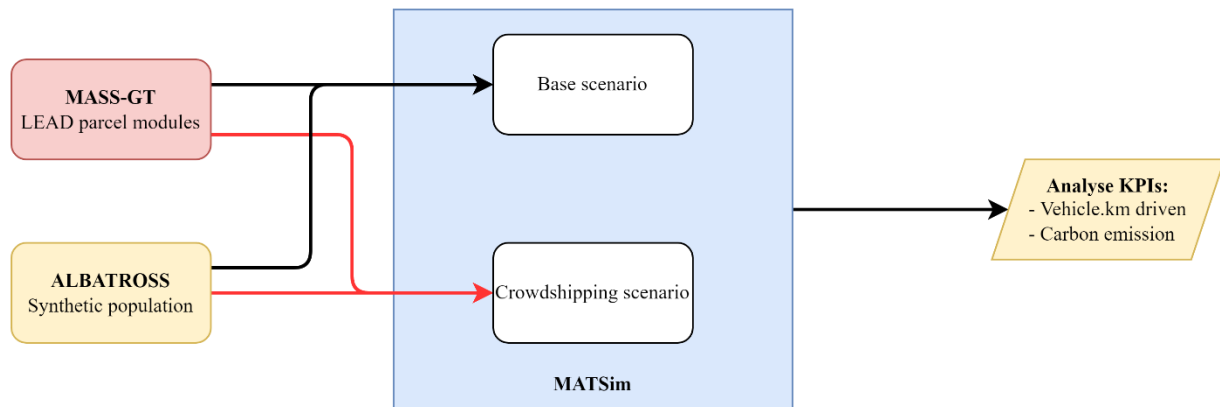 MASS-GT
LEAD parcel modules
ALBATROSS
Synthetic population
Base scenario
Crowdshipping scenario
MATSim
Analyse KPIs:
- Vehicle.km driven
- Carbon emission